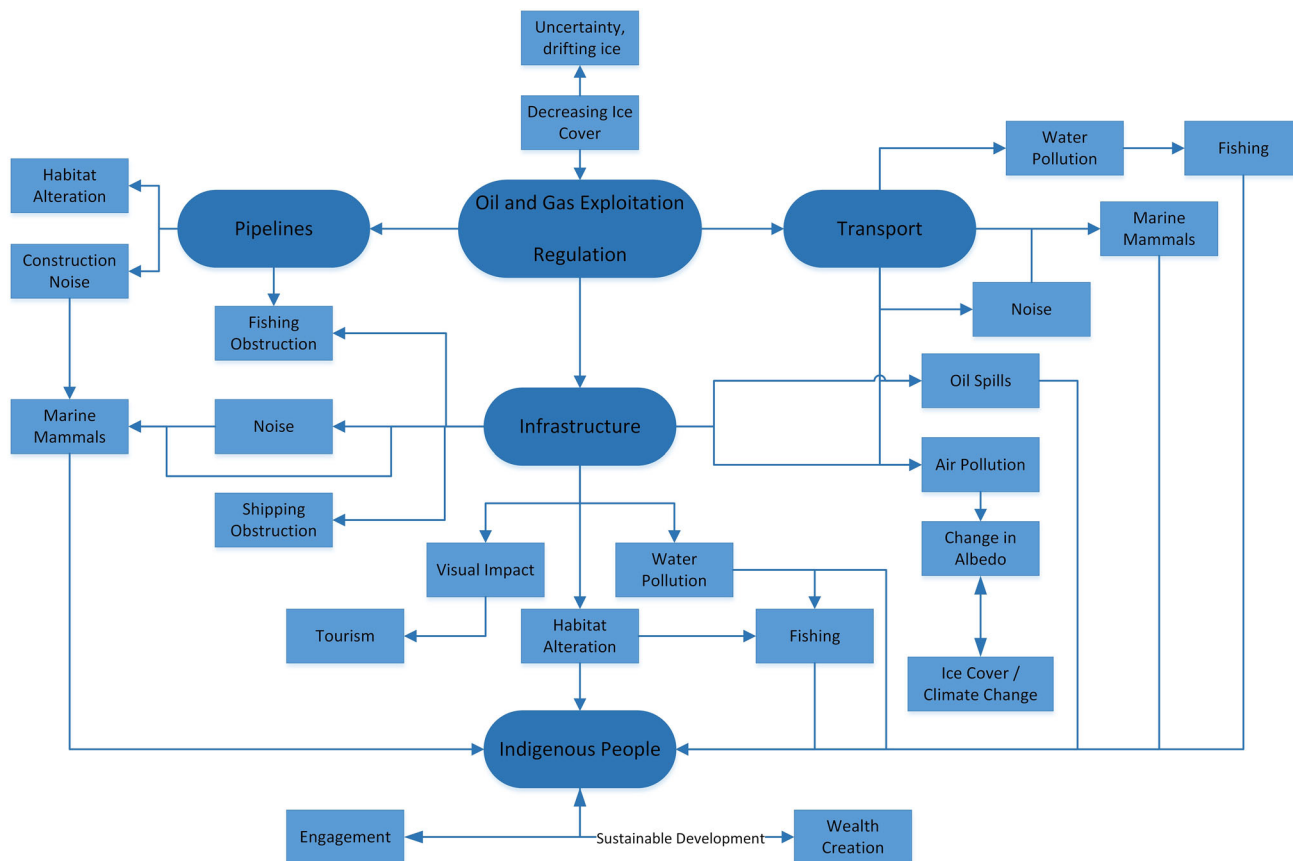 Uncertainty,
drifting ice
Decreasing Ice
Cover
Water
Pollution
Fishing
Habitat
Alteration
Pipelines
Oil and Gas Exploitation
Regulation
Transport
Marine
Mammals
Construction
Noise
Noise
Fishing
Obstruction
Oil Spills
Marine
Mammals
Noise
Infrastructure
Air Pollution
Shipping
Obstruction
Visual Impact
Water
Pollution
Change in
Albedo
Tourism
Habitat
Alteration
Fishing
Ice Cover /
Climate Change
Indigenous People
Engagement
Sustainable Development
Wealth
Creation